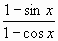 1−sin x
1−cos x